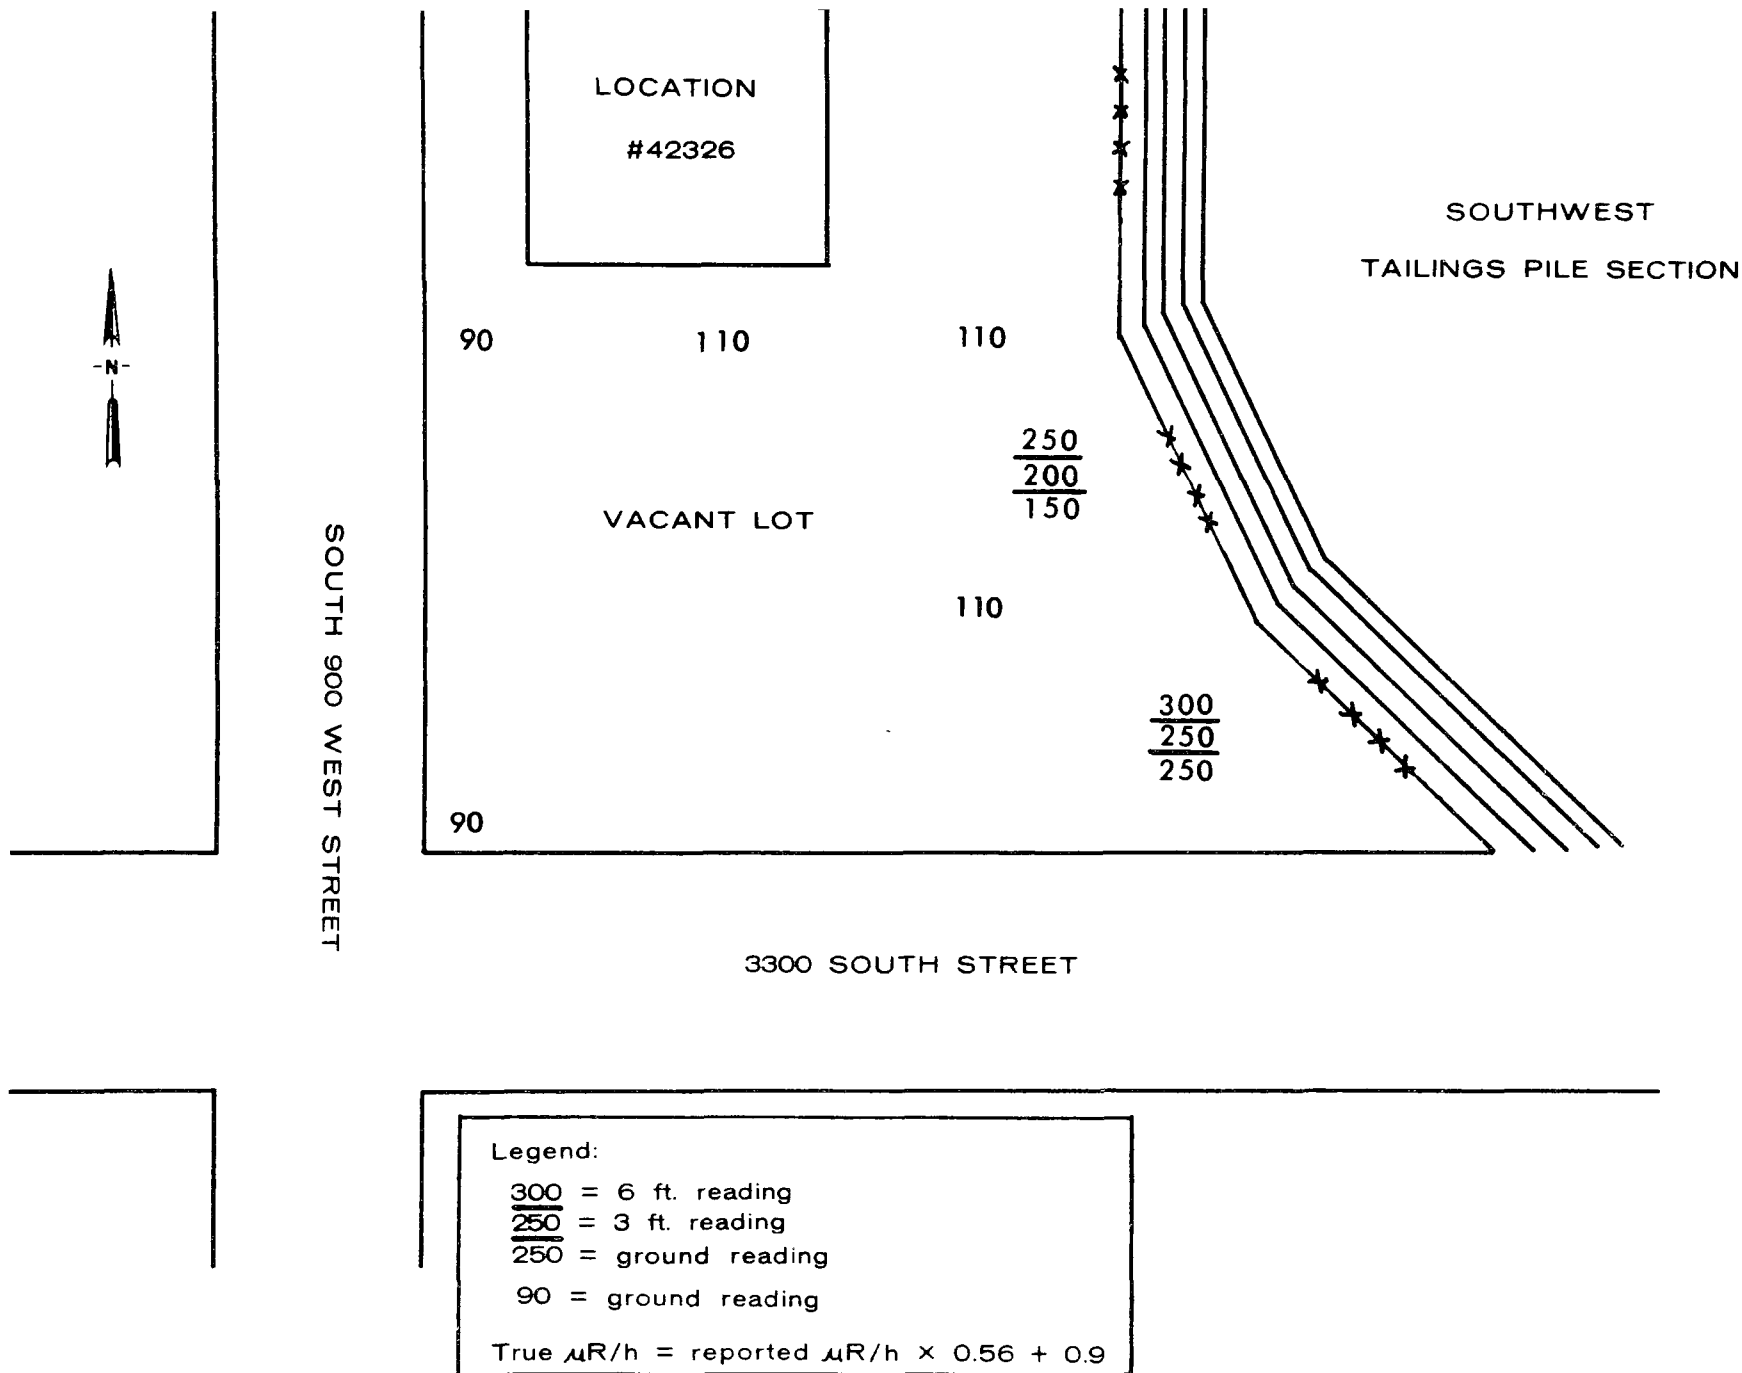 LOCATION
#42326
SOUTHWEST
TAILINGS PILE SECTION
-N-
90 110 110
250
200
150
VACANT LOT
SOUTH 900 WEST STREET
110
300
250
250
90
3300 SOUTH STREET
Legend:
300 = 6 ft. reading
250 = 3 ft. reading
250 = ground reading
90 = ground reading
True μR/h = reported μR/h × 0.56 + 0.9